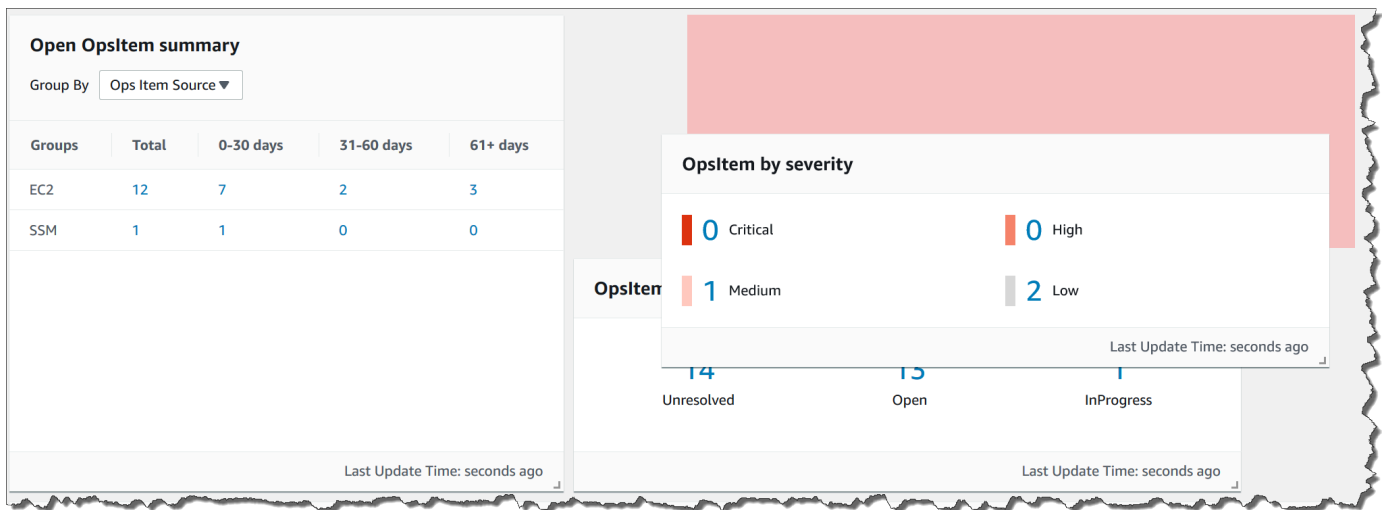 Open OpsItem summary
Group By Ops Item Source
Groups Total 0-30 days 31-60 days 61+ days
EC2 12 7 2 3
SSM 1 1 0 0
Last Update Time: seconds ago
OpsItem by severity
0 Critical 0 High
1 Medium 2 Low
Last Update Time: seconds ago
OpsItem
14 13 1
Unresolved Open InProgress
Last Update Time: seconds ago